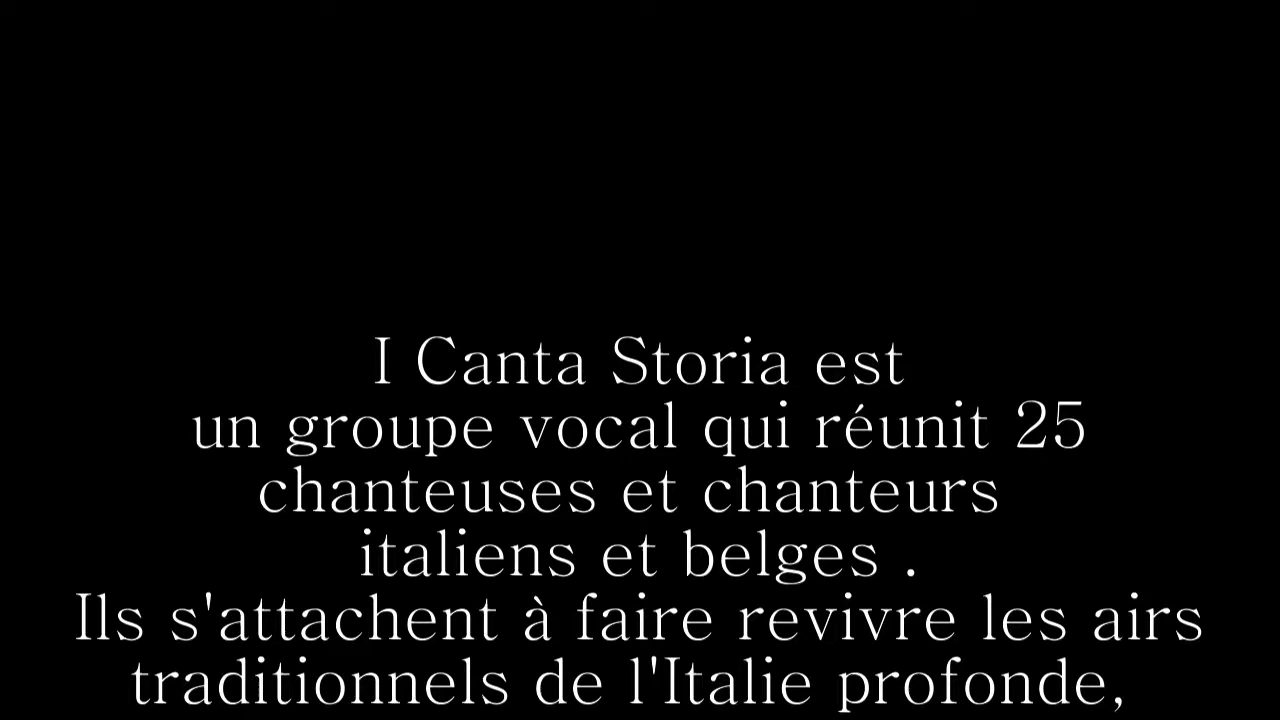 I Canta Storia est
un groupe vocal qui réunit 25
chanteuses et chanteurs
italiens et belges .
Ils s'attachent à faire revivre les airs
traditionnels de l'Italie profonde,